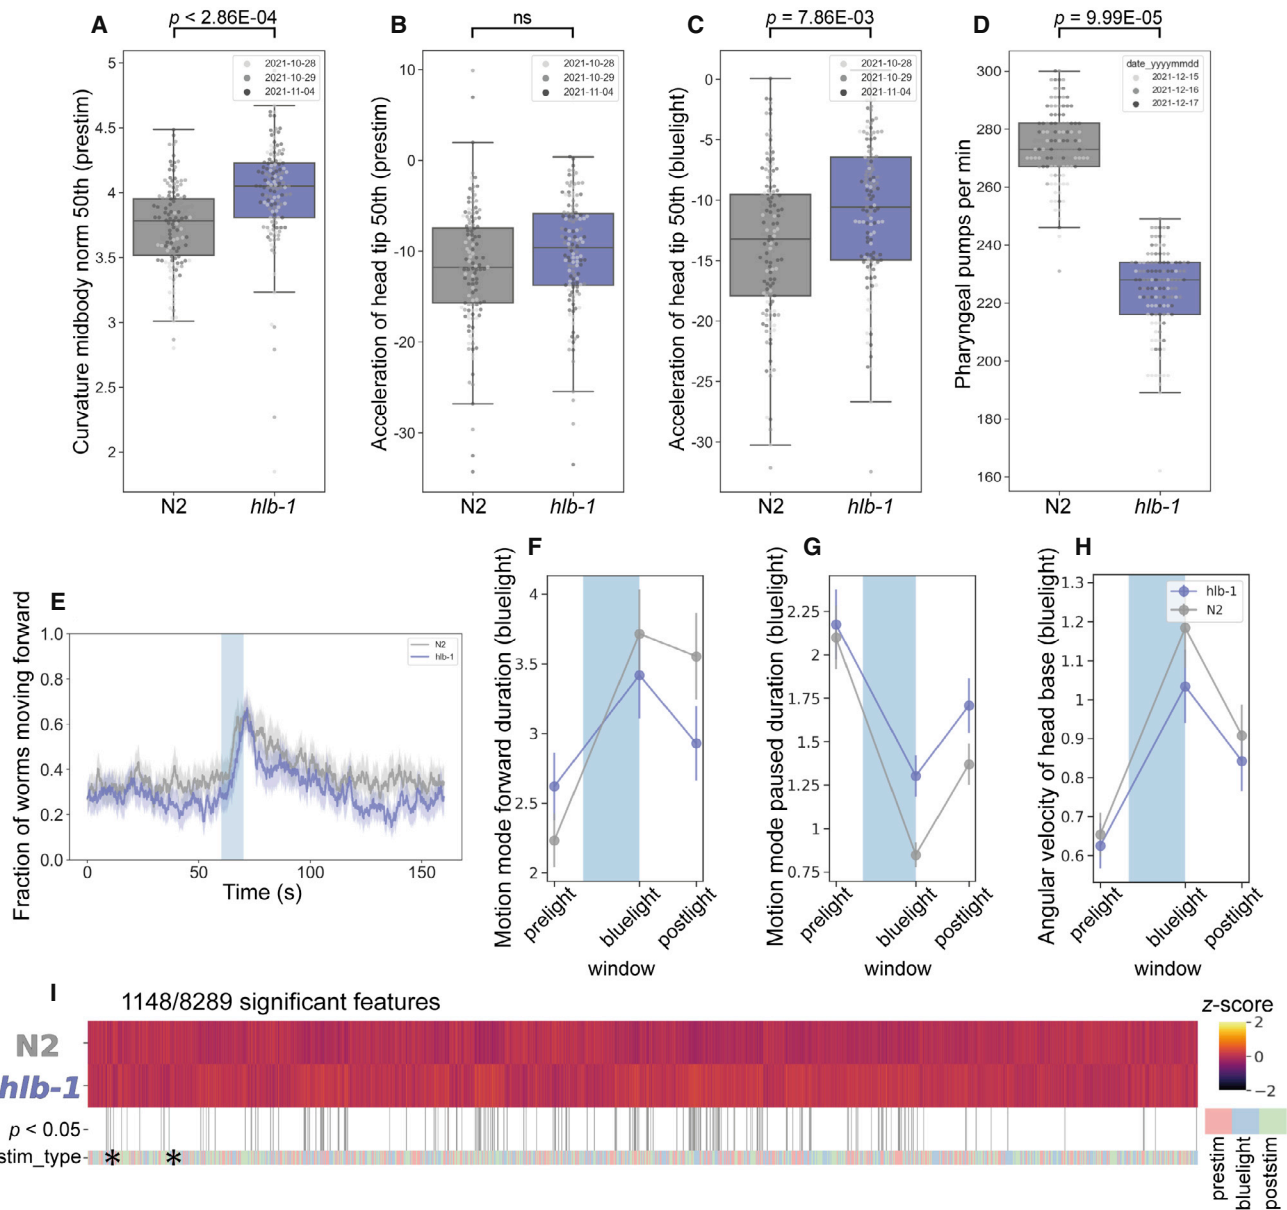 A
p < 2.86E-04
Curvature midbody norm 50th (prestim)
5
4.5
4
3.5
3
2.5
2
2021-10-28
2021-10-29
2021-11-04
N2
hlb-1
B
ns
Acceleration of head tip 50th (prestim)
10
0
-10
-20
-30
2021-10-28
2021-10-29
2021-11-04
N2
hlb-1
C
p = 7.86E-03
Acceleration of head tip 50th (bluelight)
0
-5
-10
-15
-20
-25
-30
2021-10-28
2021-10-29
2021-11-04
N2
hlb-1
D
p = 9.99E-05
Pharyngeal pumps per min
300
280
260
240
220
200
180
160
date_yyyymmdd
2021-12-15
2021-12-16
2021-12-17
N2
hlb-1
E
Fraction of worms moving forward
1.0
0.8
0.6
0.4
0.2
0.0
N2
hlb-1
0
50
100
150
Time (s)
F
Motion mode forward duration (bluelight)
4
3.5
3
2.5
2
prelight
bluelight
postlight
window
G
Motion mode paused duration (bluelight)
2.25
2
1.75
1.5
1.25
1
0.75
prelight
bluelight
postlight
window
H
Angular velocity of head base (bluelight)
1.3
1.2
1.1
1
0.9
0.8
0.7
0.6
hlb-1
N2
prelight
bluelight
postlight
window
I
1148/8289 significant features
N2
hlb-1
p < 0.05
stim_type
*
*
z-score
2
0
−2
prestim
bluelight
poststim